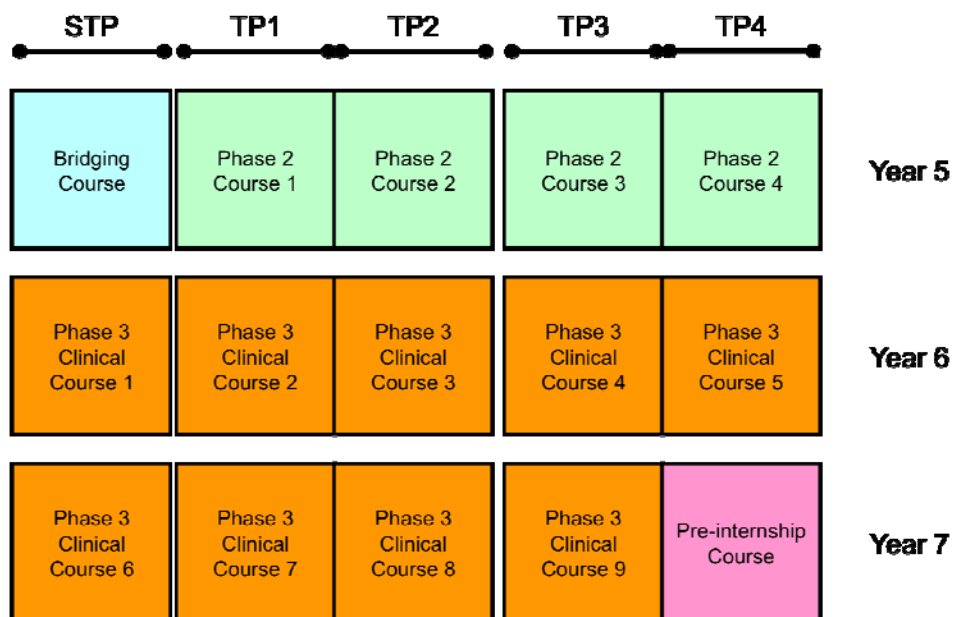 STP TP1 TP2 TP3 TP4
Bridging
Course
Phase 2
Course 1
Phase 2
Course 2
Phase 2
Course 3
Phase 2
Course 4
Year 5
Phase 3
Clinical
Course 1
Phase 3
Clinical
Course 2
Phase 3
Clinical
Course 3
Phase 3
Clinical
Course 4
Phase 3
Clinical
Course 5
Year 6
Phase 3
Clinical
Course 6
Phase 3
Clinical
Course 7
Phase 3
Clinical
Course 8
Phase 3
Clinical
Course 9
Pre-internship
Course
Year 7